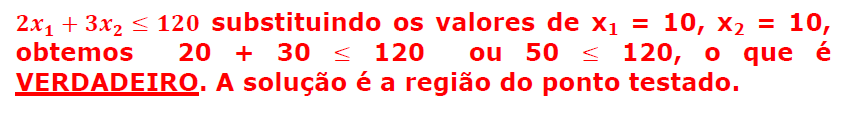 2x₁ + 3x₂ ≤ 120 substituindo os valores de x₁ = 10, x₂ = 10,
obtemos 20 + 30 ≤ 120 ou 50 ≤ 120, o que é
VERDADEIRO. A solução é a região do ponto testado.